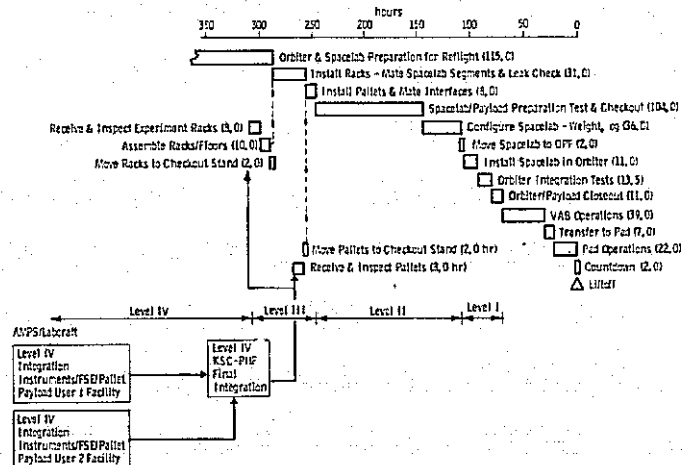 hours
350 300 250 200 150 100 50 0
Orbiter & Spacelab Preparation for Reflight (115.0)
Install Racks - Mate Spacelab Segments & Leak Check (31.0)
Install Pallets & Mate Interfaces (8.0)
Spacelab/Payload Preparation Test & Checkout (104.0)
Receive & Inspect Experiment Racks (8.0)
Configure Spacelab - Weight, cg (36.0)
Assemble Racks/Floors (10.0)
Move Spacelab to OPF (2.0)
Move Racks to Checkout Stand (2.0)
Install Spacelab in Orbiter (11.0)
Orbiter Integration Tests (13.5)
Orbiter/Payload Closeout (11.0)
VAB Operations (39.0)
Transfer to Pad (7.0)
Move Pallets to Checkout Stand (2.0 hr)
Pad Operations (22.0)
Receive & Inspect Pallets (3.0 hr)
Countdown (2.0)
Liftoff
Level IV Level III Level II Level I
AMPS/Laboraft
Level IV
Integration
Instruments/FSE/Pallet
Payload User 1 Facility
Level IV
KSC-PHF
Final
Integration
Level IV
Integration
Instruments/FSE/Pallet
Payload User 2 Facility